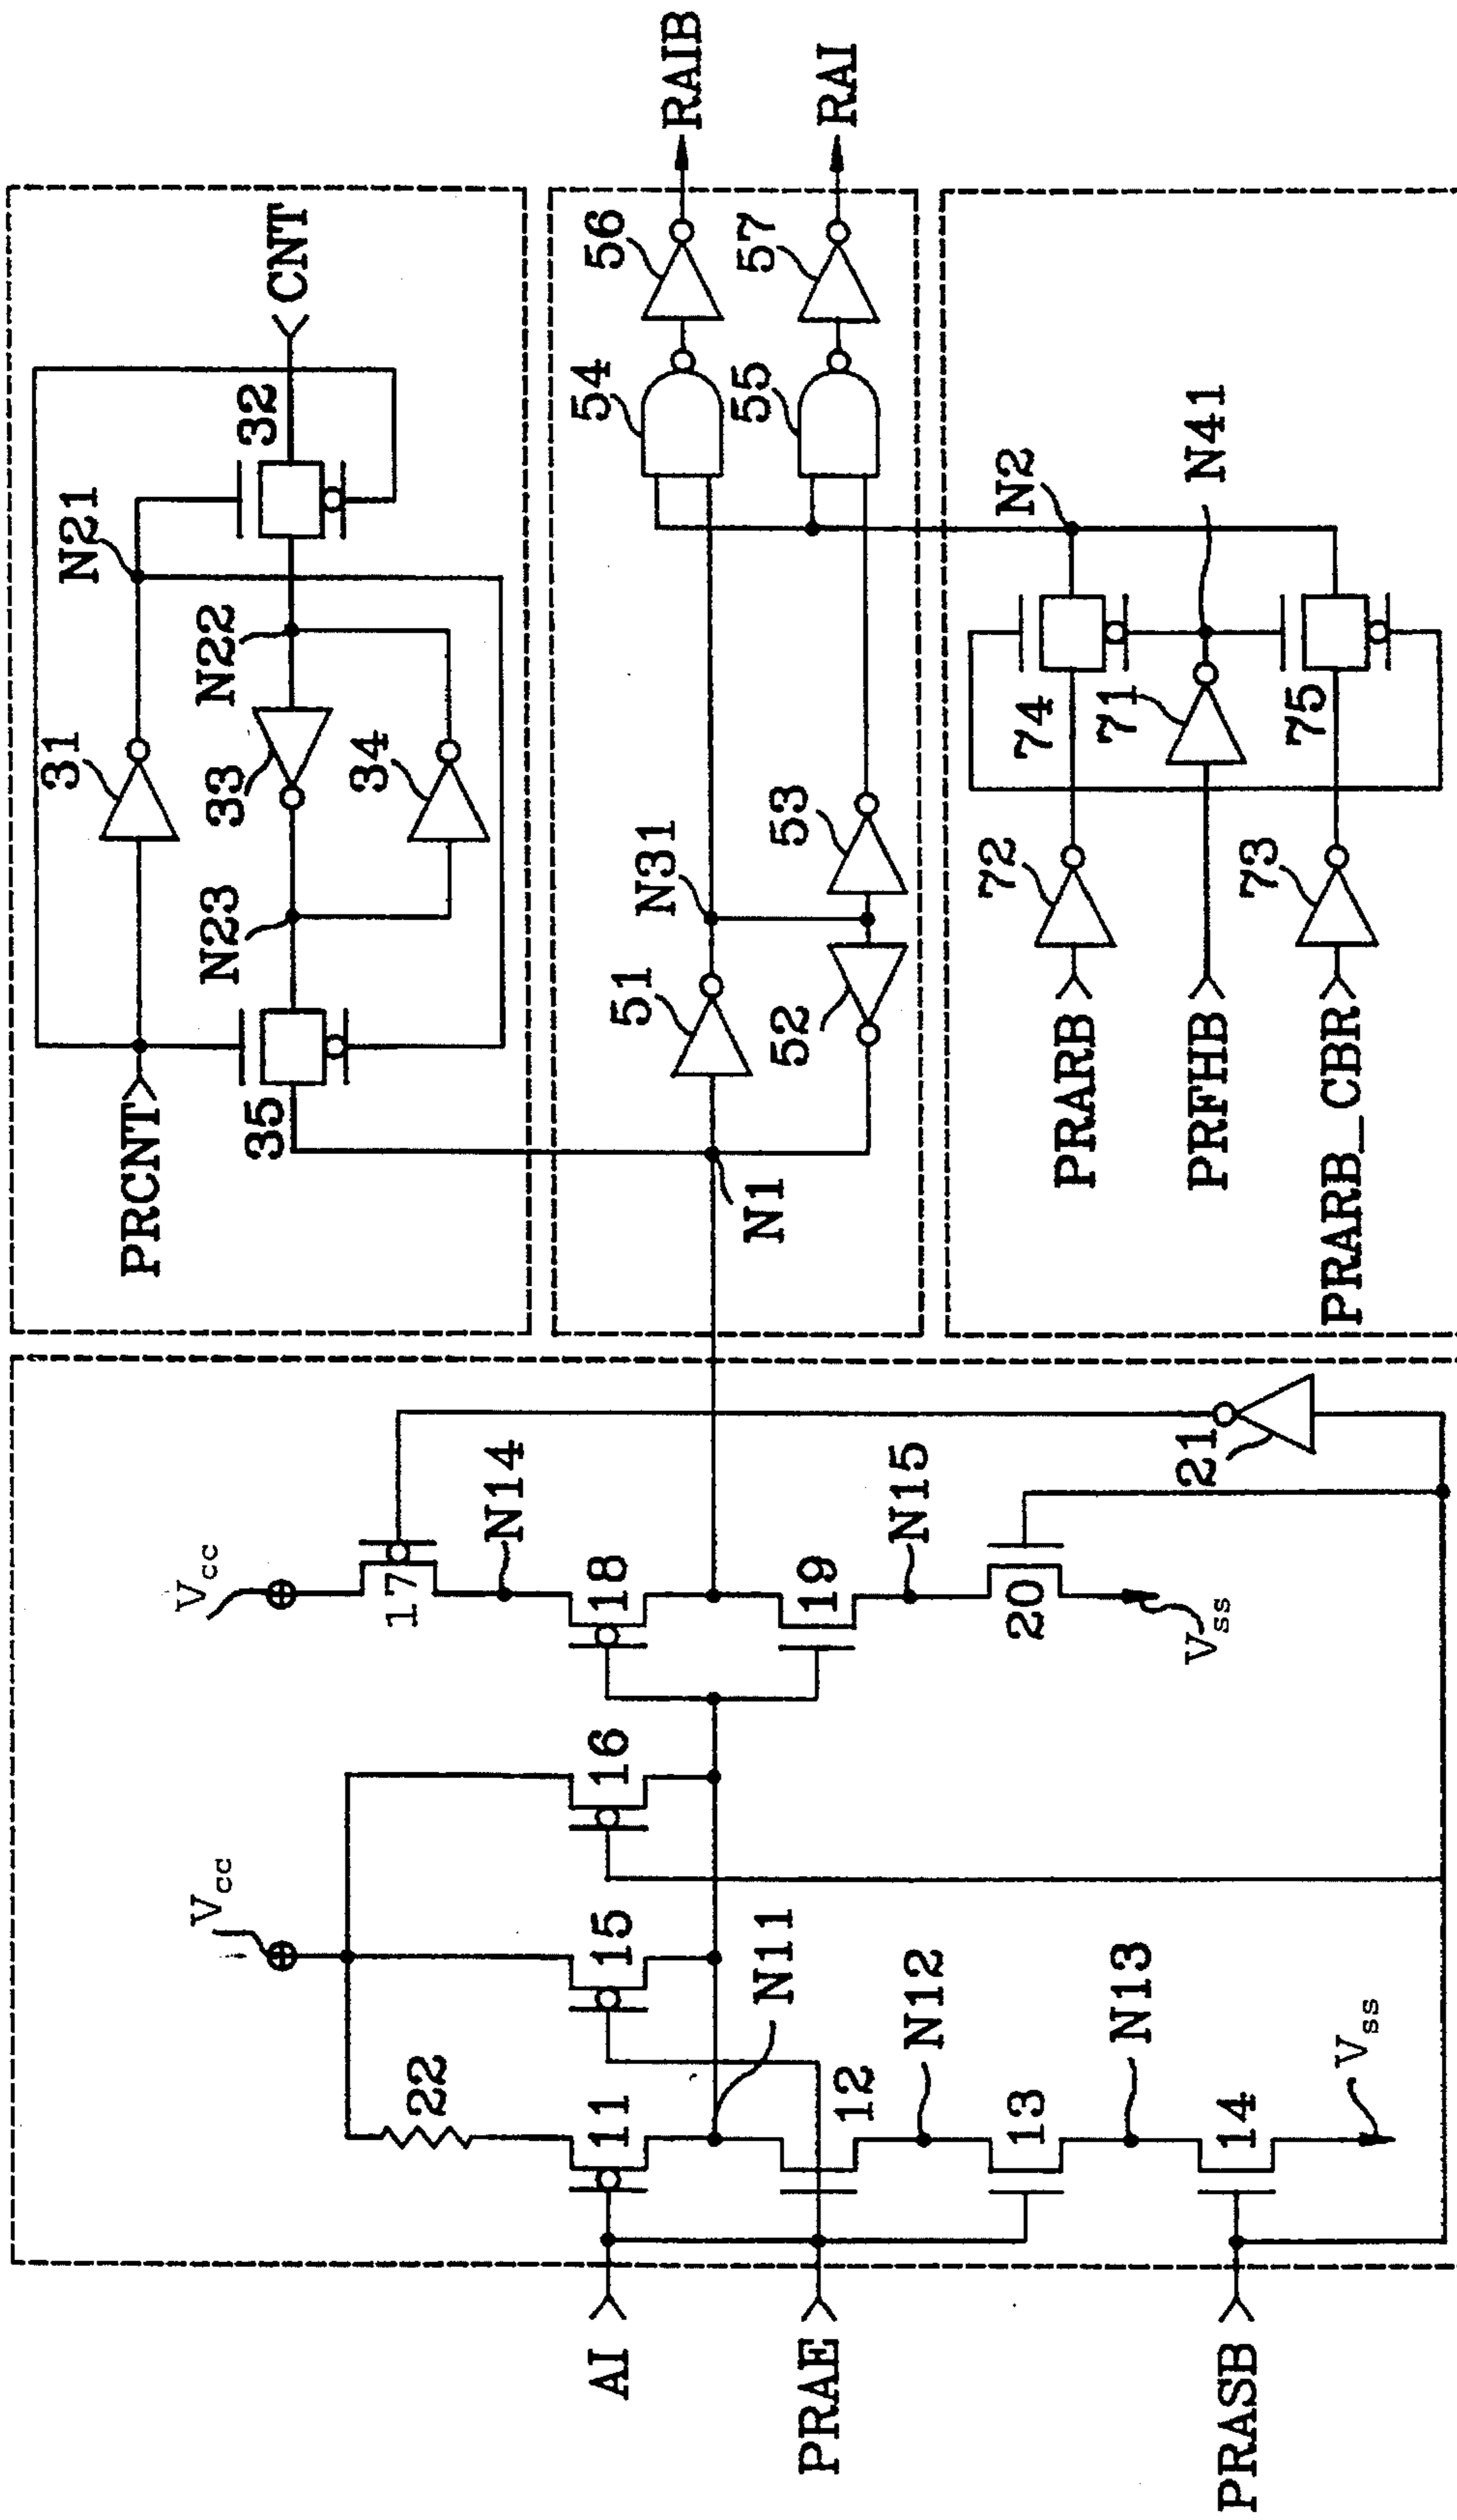 PRCNT
31
N21
35
N23
33
N22
34
32
CNT
AI
PRAE
PRASB
Vcc
22
11
N11
12
N12
13
N13
14
Vss
15
16
Vcc
17
N14
18
19
N15
20
Vss
21
N1
51
52
N31
53
54
55
56
57
RAIB
RAI
PRARB
PRFHB
PRARB_CBR
72
73
74
71
75
N2
N41